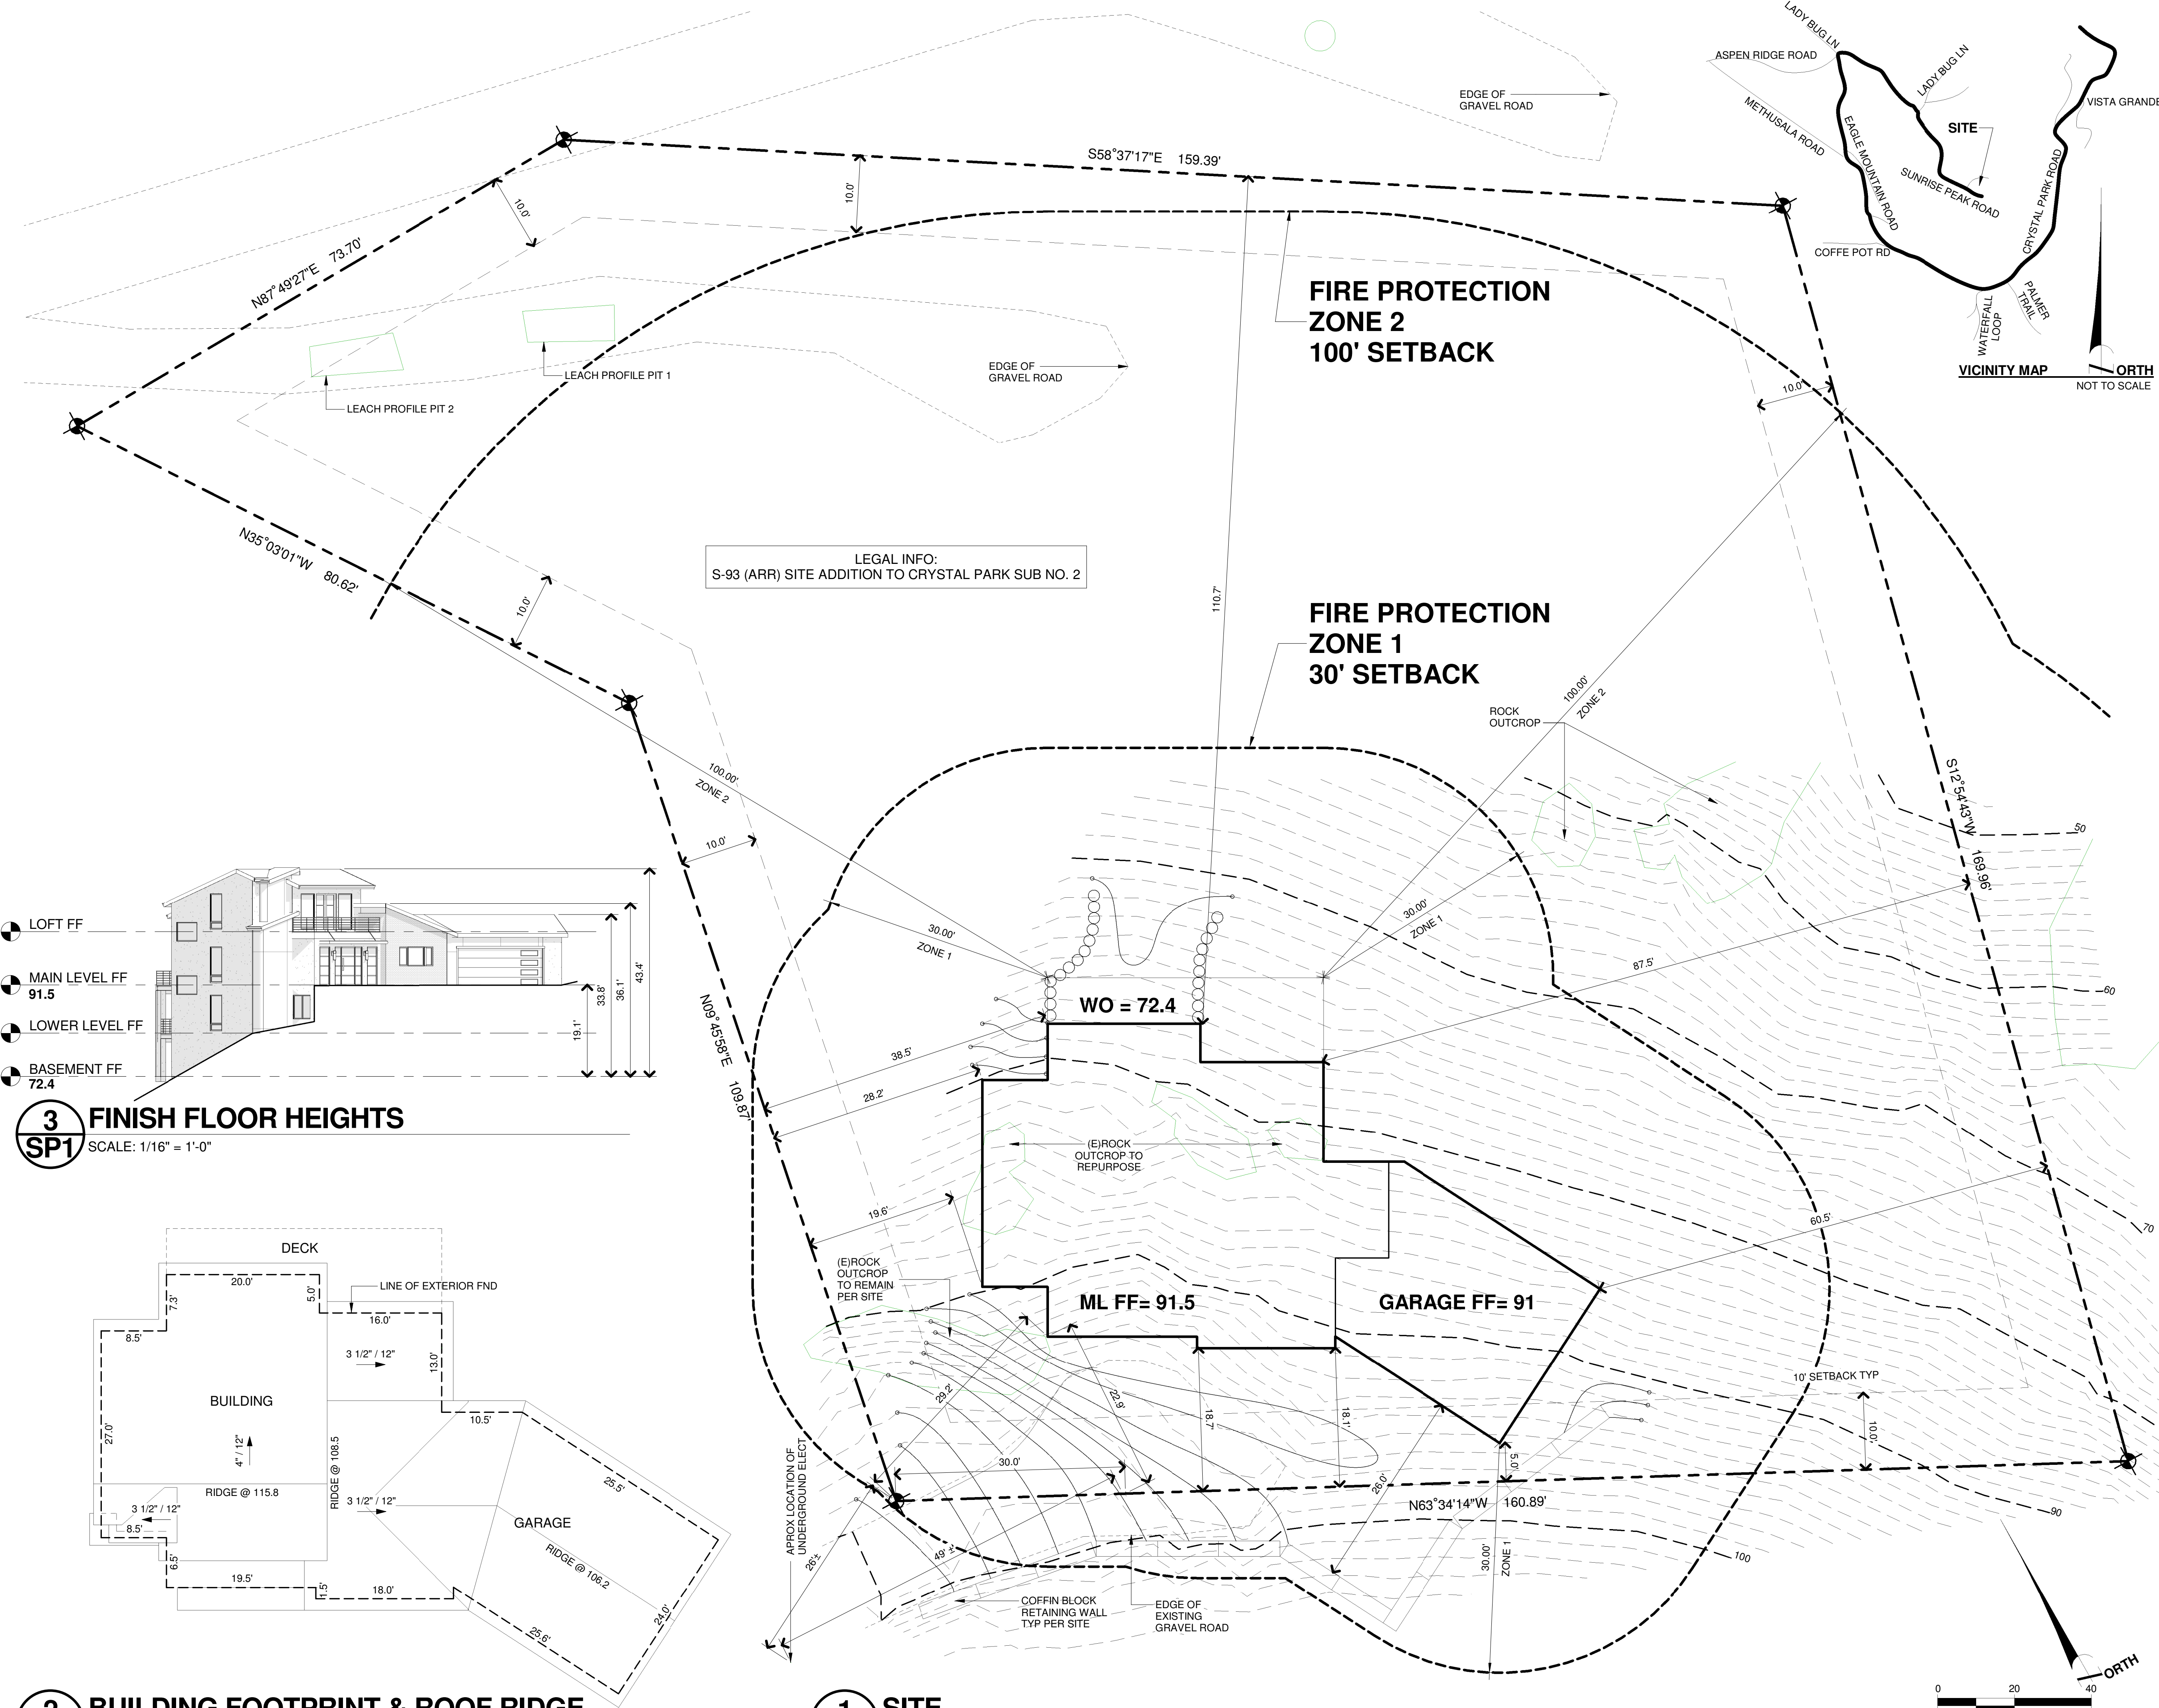 LADY BUG LN
ASPEN RIDGE ROAD
METHUSALA ROAD
EAGLE MOUNTAIN ROAD
LADY BUG LN
SITE
SUNRISE PEAK ROAD
CRYSTAL PARK ROAD
VISTA GRANDE
COFFE POT RD
WATERFALL
LOOP
PALMER
TRAIL
VICINITY MAP
ORTH
NOT TO SCALE
EDGE OF
GRAVEL ROAD
S58°37'17"E 159.39'
10.0'
10.0'
N87°49'27"E 73.70'
FIRE PROTECTION
ZONE 2
100' SETBACK
LEACH PROFILE PIT 1
LEACH PROFILE PIT 2
EDGE OF
GRAVEL ROAD
10.0'
N35°03'01"W 80.62'
10.0'
LEGAL INFO:
S-93 (ARR) SITE ADDITION TO CRYSTAL PARK SUB NO. 2
110.7'
FIRE PROTECTION
ZONE 1
30' SETBACK
100.00'
ZONE 2
ROCK
OUTCROP
100.00'
ZONE 2
S12°54'43"W 169.96'
50
10.0'
30.00'
ZONE 1
30.00'
ZONE 1
87.5'
60
WO = 72.4
38.5'
28.2'
N09°45'58"E 109.87'
(E)ROCK
OUTCROP TO
REPURPOSE
19.6'
60.5'
70
(E)ROCK
OUTCROP
TO REMAIN
PER SITE
ML FF= 91.5
GARAGE FF= 91
10' SETBACK TYP
29.2'
22.9'
18.7'
18.1'
10.0'
30.0'
5.0'
26.0'
N63°34'14"W 160.89'
90
100
APROX LOCATION OF
UNDERGROUND ELECT
26'±
49'±
30.00'
ZONE 1
COFFIN BLOCK
RETAINING WALL
TYP PER SITE
EDGE OF
EXISTING
GRAVEL ROAD
ORTH
0 20 40
1 SITE
LOFT FF
MAIN LEVEL FF
91.5
LOWER LEVEL FF
BASEMENT FF
72.4
19.1'
33.8'
36.1'
43.4'
3
SP1
FINISH FLOOR HEIGHTS
SCALE: 1/16" = 1'-0"
DECK
20.0'
5.0'
LINE OF EXTERIOR FND
7.3'
8.5'
16.0'
3 1/2" / 12"
13.0'
BUILDING
10.5'
27.0'
4" / 12"
RIDGE @ 108.5
RIDGE @ 115.8
3 1/2" / 12"
3 1/2" / 12"
8.5'
25.5'
GARAGE
RIDGE @ 106.2
6.5'
19.5'
1.5'
18.0'
24.0'
25.6'
2 BUILDING FOOTPRINT & ROOF RIDGE